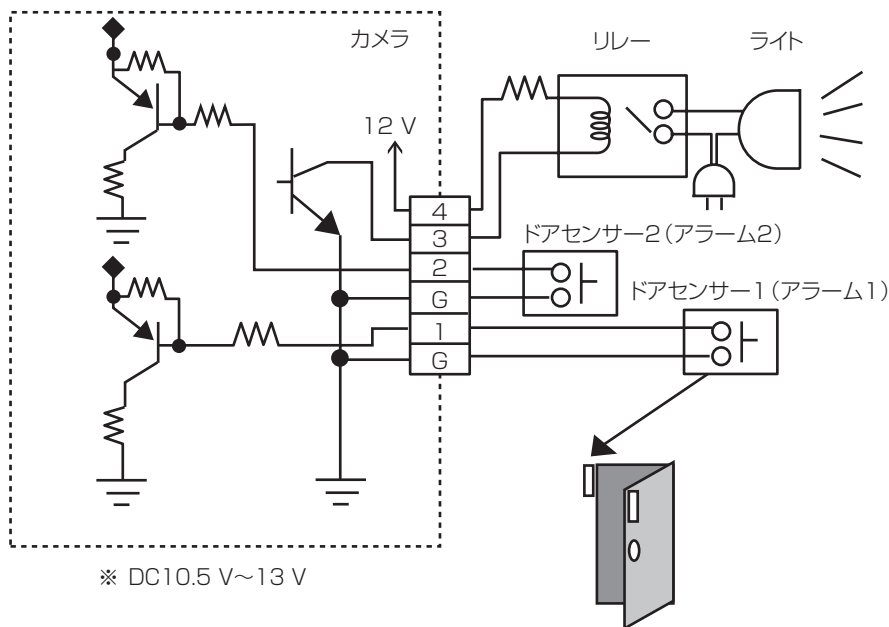 カメラ
リレー
ライト
12 V
4
3
2
G
1
G
ドアセンサー2(アラーム2)
ドアセンサー1(アラーム1)
※ DC10.5 V~13 V